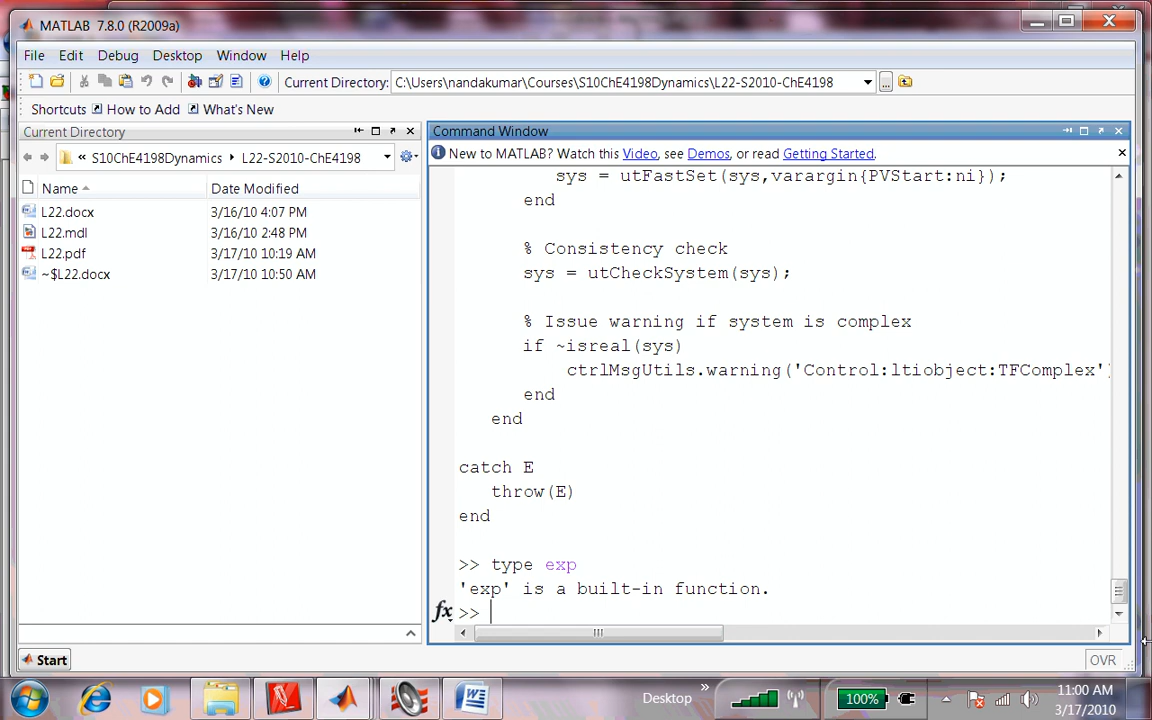 MATLAB 7.8.0 (R2009a)
File Edit Debug Desktop Window Help
Current Directory: C:\Users\nandakumar\Courses\S10ChE4198Dynamics\L22-S2010-ChE4198 ...
Shortcuts How to Add What's New
Current Directory
« S10ChE4198Dynamics L22-S2010-ChE4198
Name Date Modified
L22.docx 3/16/10 4:07 PM
L22.mdl 3/16/10 2:48 PM
L22.pdf 3/17/10 10:19 AM
~$L22.docx 3/17/10 10:50 AM
Command Window
New to MATLAB? Watch this Video, see Demos, or read Getting Started.
sys = utFastSet(sys,varargin{PVStart:ni});
end
% Consistency check
sys = utCheckSystem(sys);
% Issue warning if system is complex
if ~isreal(sys)
ctrlMsgUtils.warning('Control:ltiobject:TFComplex')
end
end
catch E
throw(E)
end
>> type exp
'exp' is a built-in function.
fx >>
Start
OVR
Desktop »
100%
11:00 AM
3/17/2010